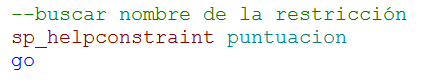 --buscar nombre de la restricción
sp_helpconstraint puntuacion
go